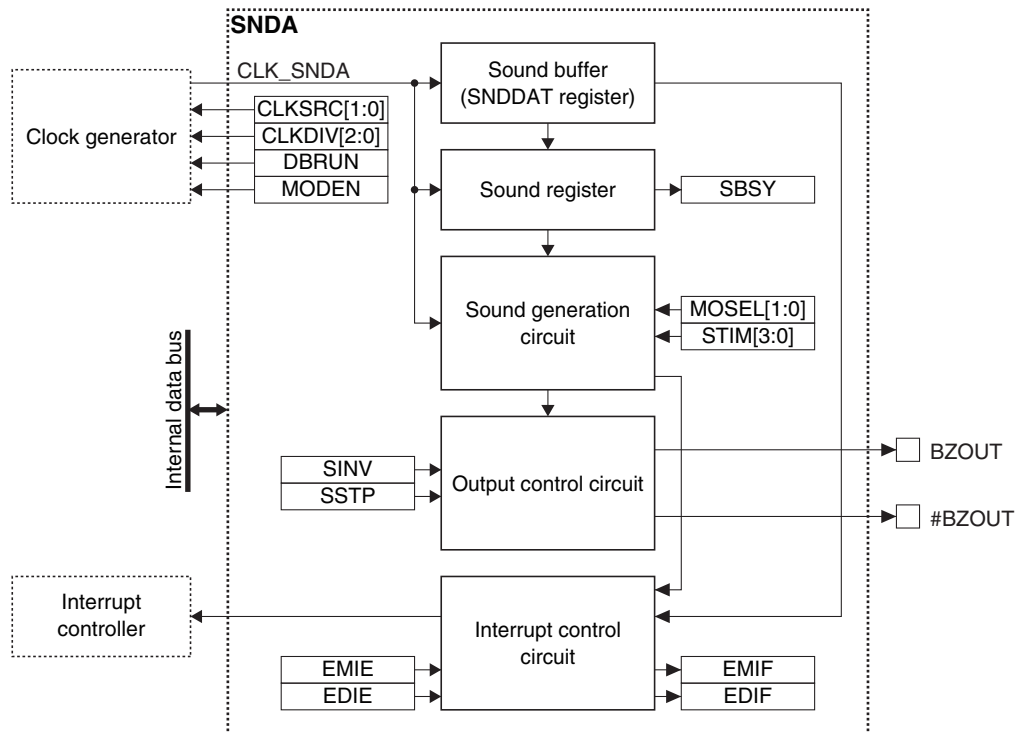 SNDA
CLK_SNDA
Clock generator
CLKSRC[1:0]
CLKDIV[2:0]
DBRUN
MODEN
Sound buffer
(SNDDAT register)
Sound register
SBSY
Sound generation
circuit
MOSEL[1:0]
STIM[3:0]
Internal data bus
SINV
SSTP
Output control circuit
BZOUT
#BZOUT
Interrupt
controller
Interrupt control
circuit
EMIE
EDIE
EMIF
EDIF